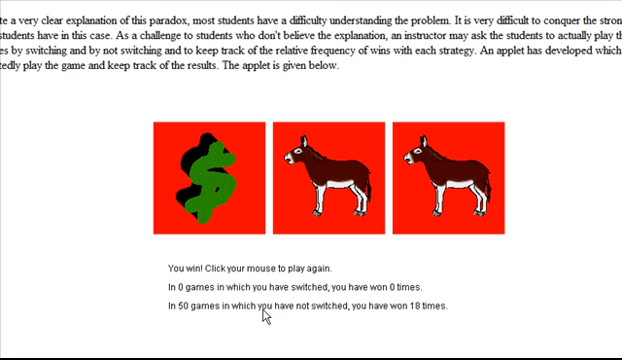 te a very clear explanation of this paradox, most students have a difficulty understanding the problem. It is very difficult to conquer the stron
students have in this case. As a challenge to students who don't believe the explanation, an instructor may ask the students to actually play th
es by switching and by not switching and to keep track of the relative frequency of wins with each strategy. An applet has developed which
tedly play the game and keep track of the results. The applet is given below.
$
You win! Click your mouse to play again.
In 0 games in which you have switched, you have won 0 times.
In 50 games in which you have not switched, you have won 18 times.